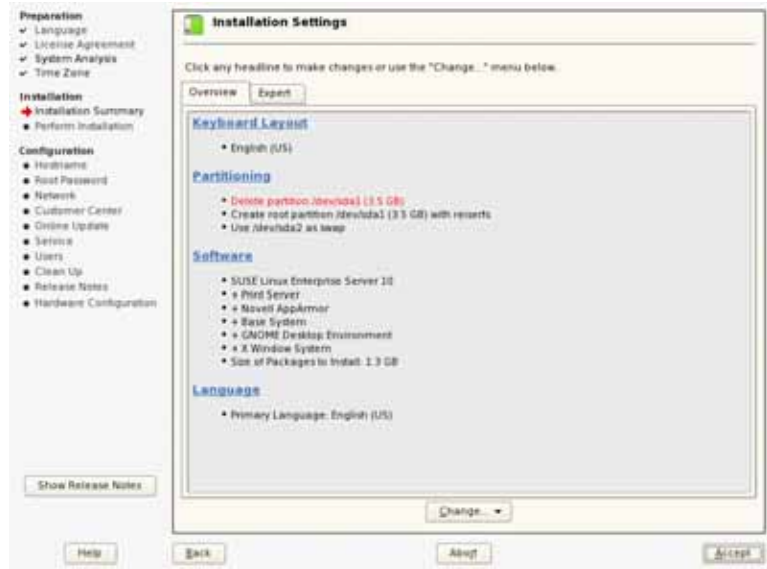 Preparation
Language
License Agreement
System Analysis
Time Zone
Installation
Installation Summary
Perform Installation
Configuration
Hostname
Root Password
Network
Customer Center
Online Update
Service
Users
Clean Up
Release Notes
Hardware Configuration
Show Release Notes
Help
Installation Settings
Click any headline to make changes or use the "Change..." menu below.
Overview
Expert
Keyboard Layout
• English (US)
Partitioning
• Delete partition /dev/sda1 (3.5 GB)
• Create root partition /dev/sda1 (3.5 GB) with reiserfs
• Use /dev/sda2 as swap
Software
• SUSE Linux Enterprise Server 10
• + Print Server
• + Novell AppArmor
• + Base System
• + GNOME Desktop Environment
• + X Window System
• Size of Packages to Install: 1.3 GB
Language
• Primary Language: English (US)
Change...
Back
Abort
Accept